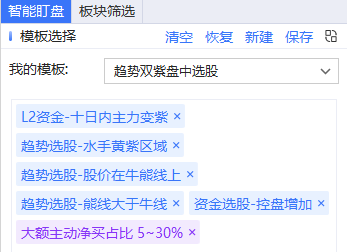 智能盯盘 板块筛选
模板选择 清空 恢复 新建 保存
我的模板: 趋势双紫盘中选股
L2资金-十日内主力变紫 ×
趋势选股-水手黄紫区域 ×
趋势选股-股价在牛熊线上 ×
趋势选股-熊线大于牛线 × 资金选股-控盘增加 ×
大额主动净买占比 5~30% ×